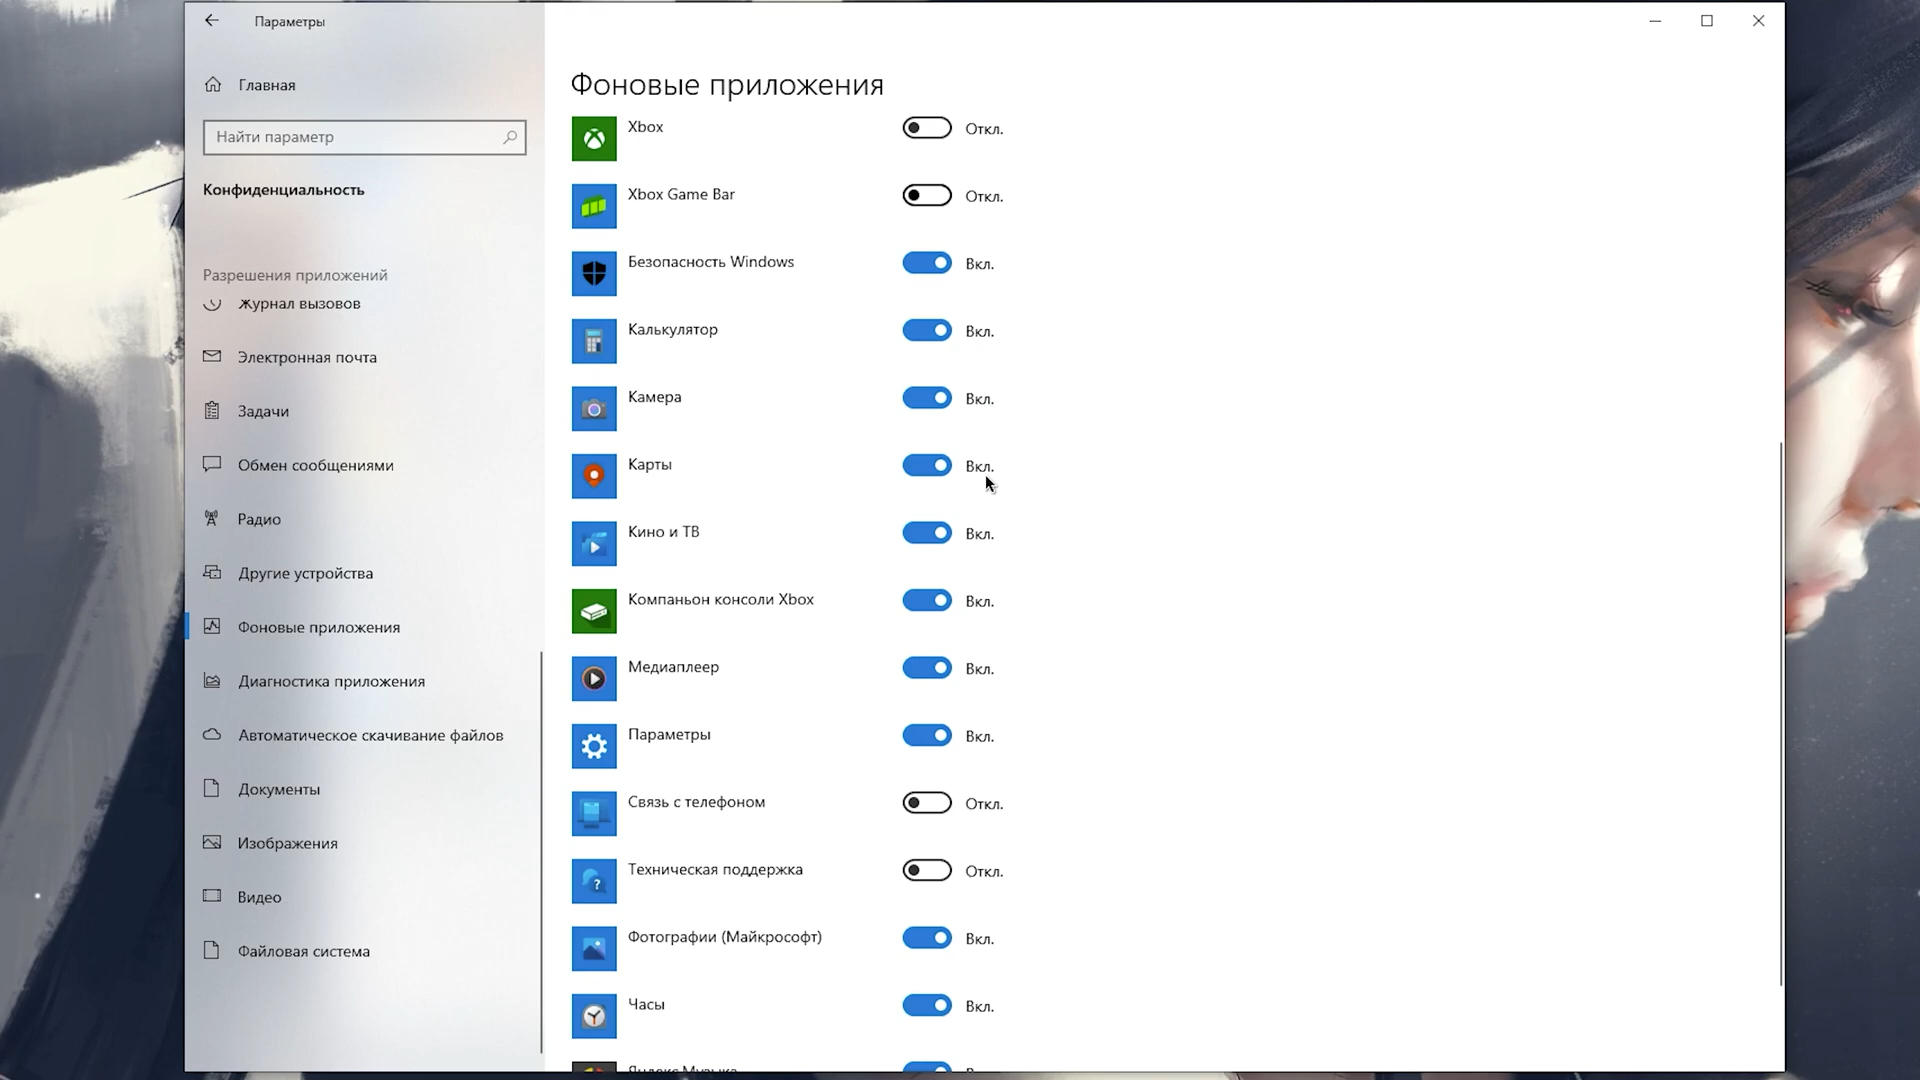 Параметры
Главная
Найти параметр
Конфиденциальность
Разрешения приложений
Журнал вызовов
Электронная почта
Задачи
Обмен сообщениями
Радио
Другие устройства
Фоновые приложения
Диагностика приложения
Автоматическое скачивание файлов
Документы
Изображения
Видео
Файловая система
Фоновые приложения
Xbox Откл.
Xbox Game Bar Откл.
Безопасность Windows Вкл.
Калькулятор Вкл.
Камера Вкл.
Карты Вкл.
Кино и ТВ Вкл.
Компаньон консоли Xbox Вкл.
Медиаплеер Вкл.
Параметры Вкл.
Связь с телефоном Откл.
Техническая поддержка Откл.
Фотографии (Майкрософт) Вкл.
Часы Вкл.
Яндекс Музыка